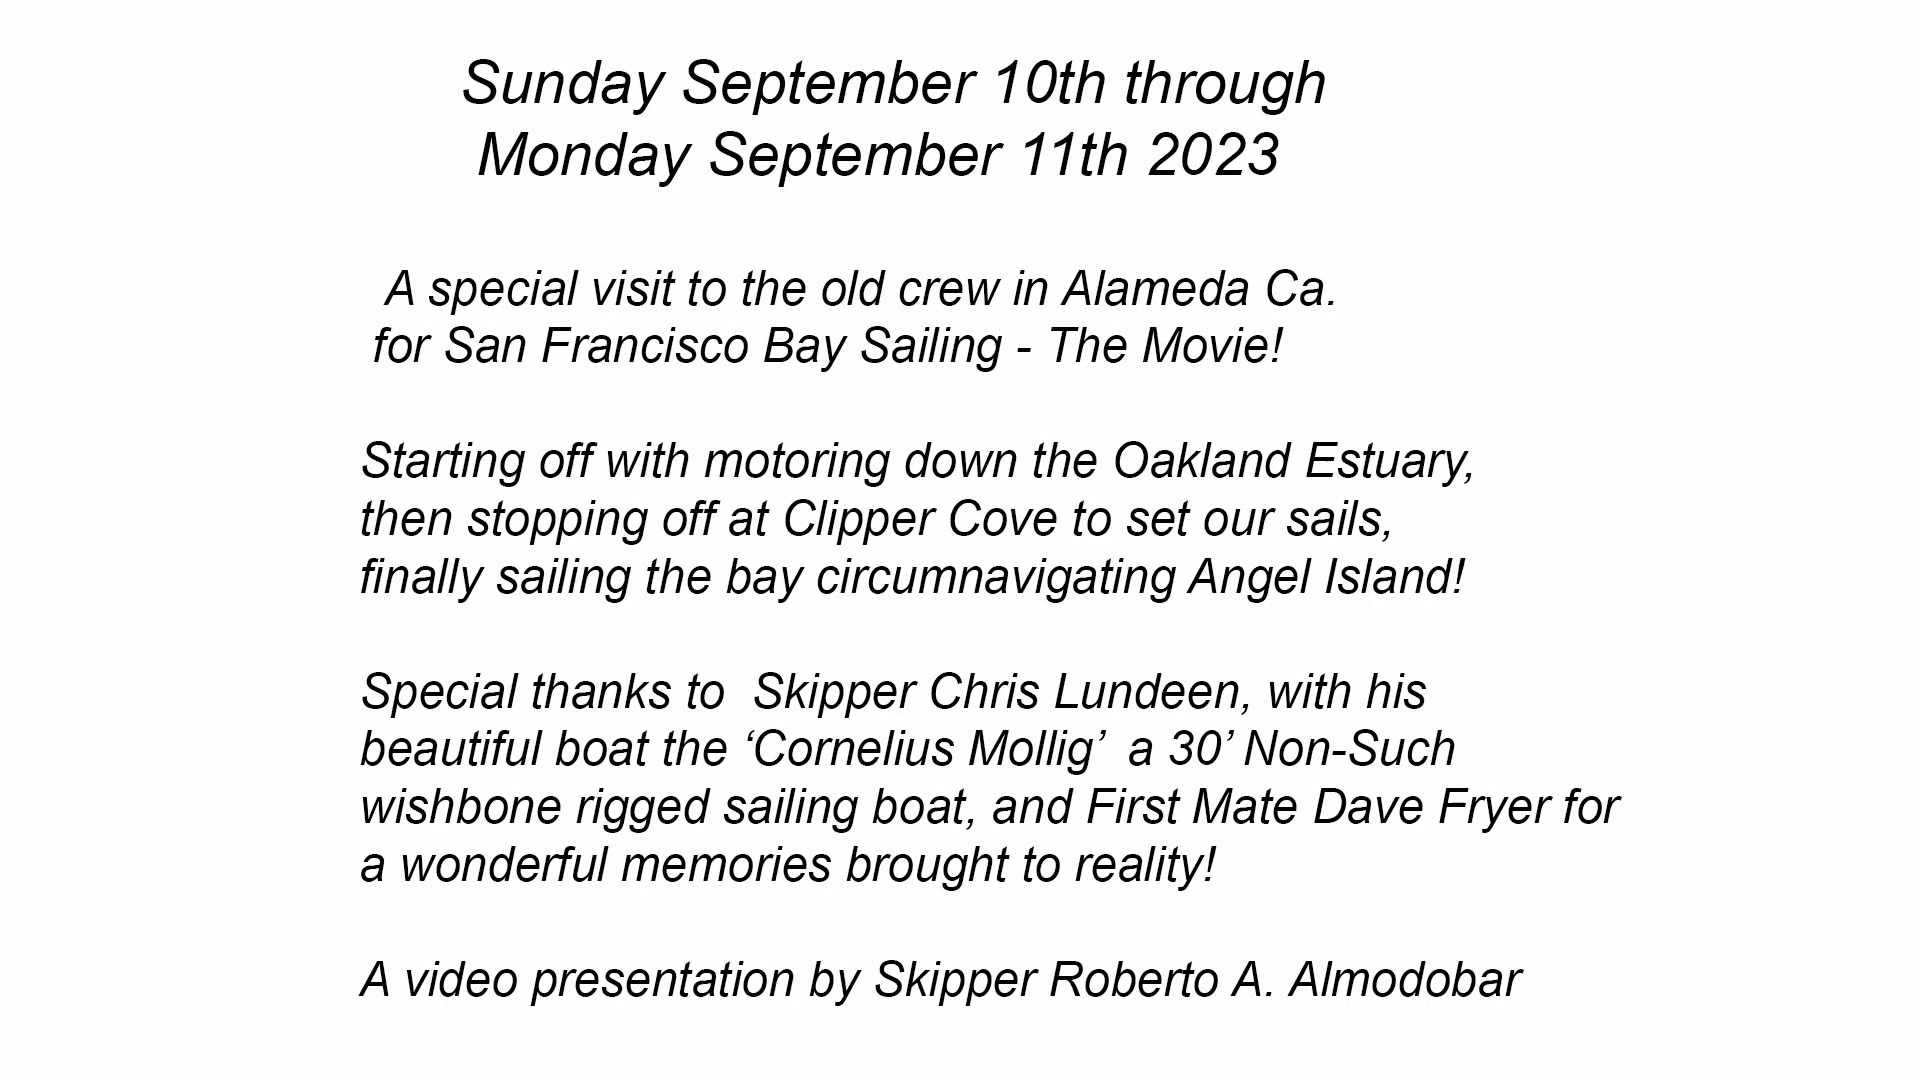 Sunday September 10th through
Monday September 11th 2023
A special visit to the old crew in Alameda Ca.
for San Francisco Bay Sailing - The Movie!
Starting off with motoring down the Oakland Estuary,
then stopping off at Clipper Cove to set our sails,
finally sailing the bay circumnavigating Angel Island!
Special thanks to  Skipper Chris Lundeen, with his
beautiful boat the ‘Cornelius Mollig’  a 30’ Non-Such
wishbone rigged sailing boat, and First Mate Dave Fryer for
a wonderful memories brought to reality!
A video presentation by Skipper Roberto A. Almodobar